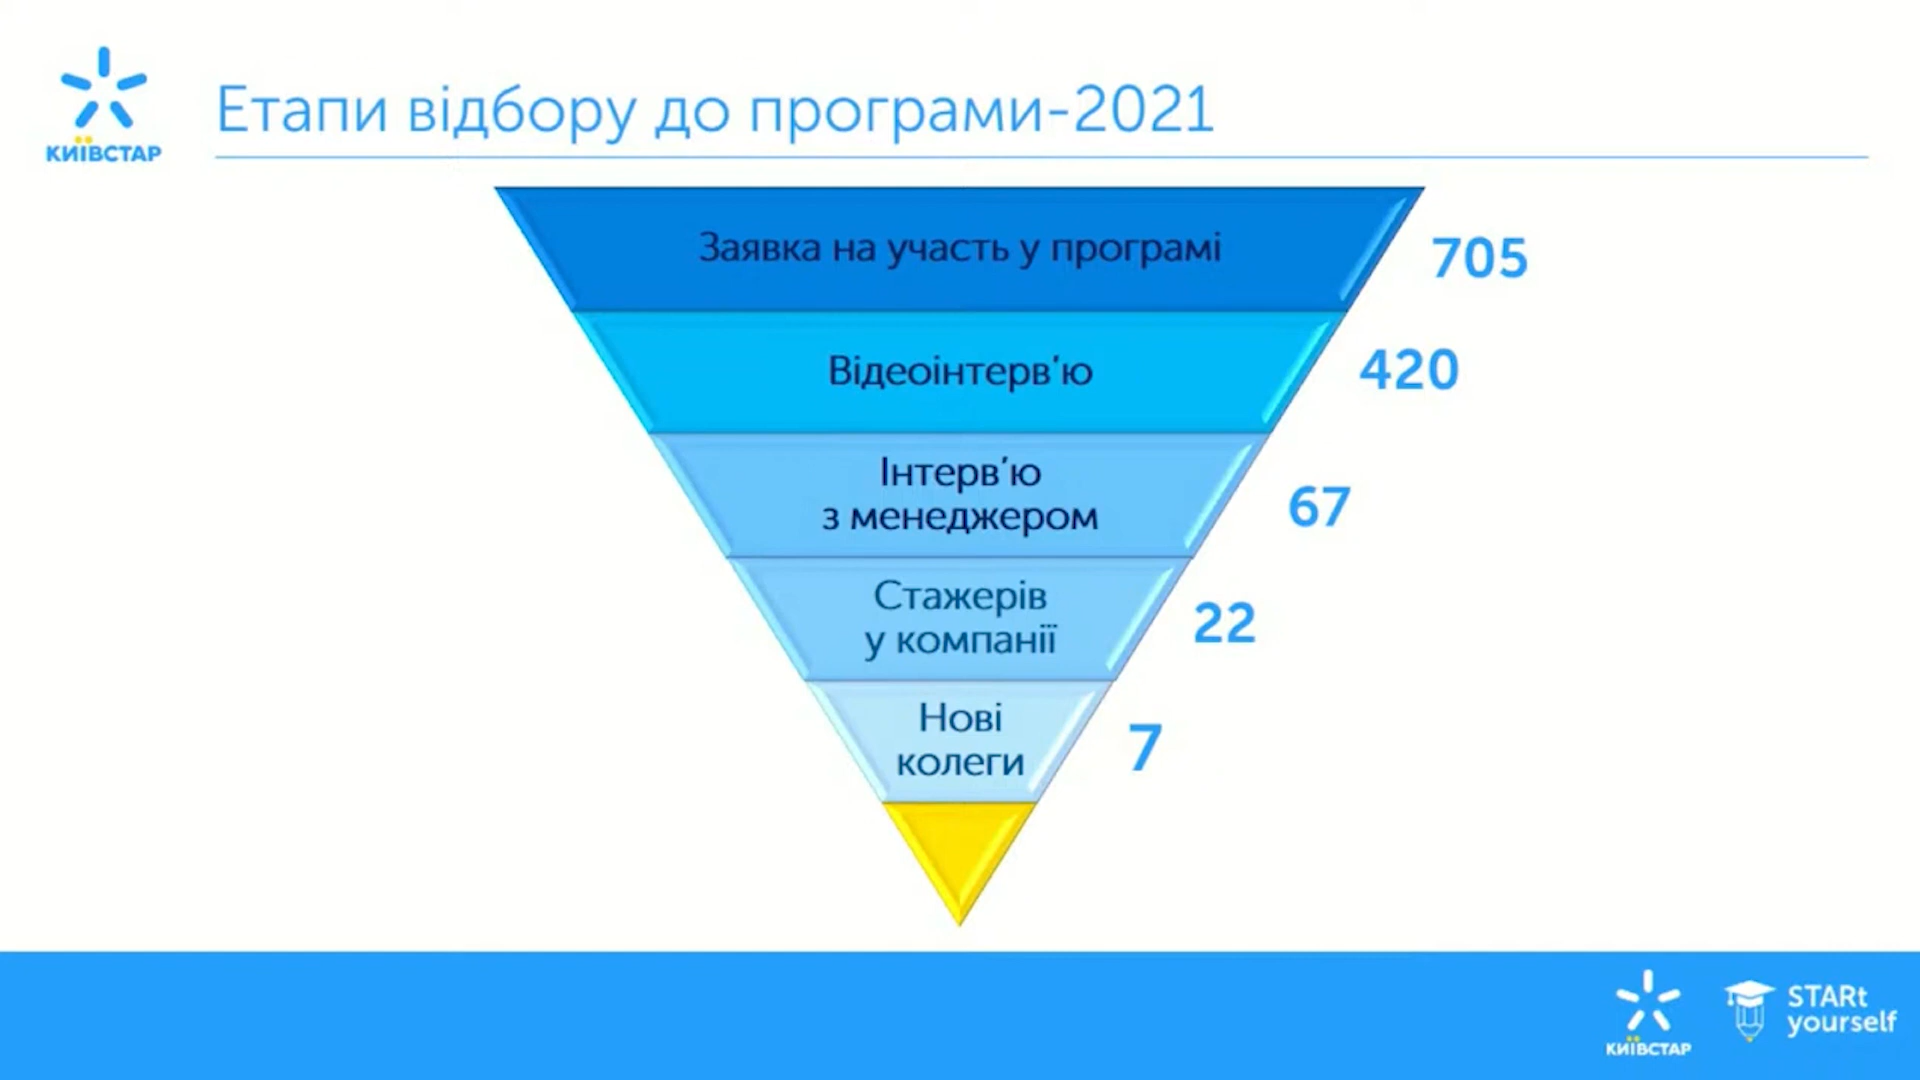 КИЇВСТАР
Етапи відбору до програми-2021
Заявка на участь у програмі
705
Відеоінтерв’ю
420
Інтерв’ю
з менеджером
67
Стажерів
у компанії
22
Нові
колеги
7
КИЇВСТАР
STARt
yourself